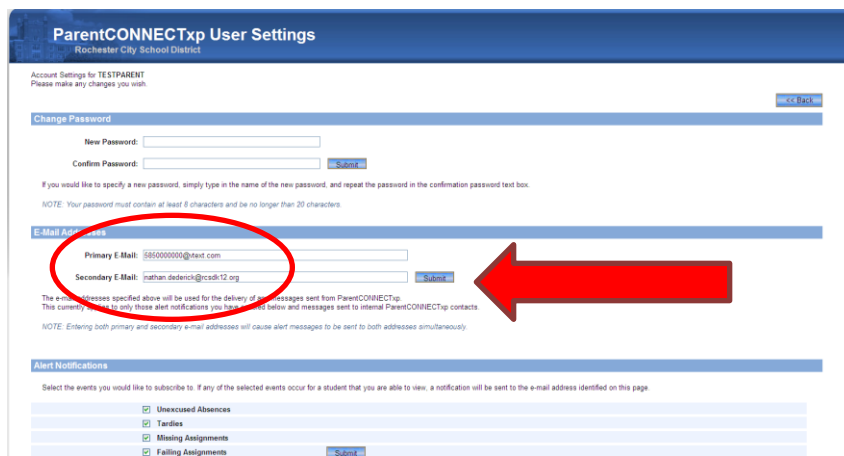 ParentCONNECTxp User Settings
Rochester City School District
Account Settings for TESTPARENT
Please make any changes you wish.
<< Back
Change Password
New Password:
Confirm Password:
Submit
If you would like to specify a new password, simply type in the name of the new password, and repeat the password in the confirmation password text box.
NOTE: Your password must contain at least 8 characters and be no longer than 20 characters.
E-Mail Addresses
Primary E-Mail: 5850000000@vtext.com
Secondary E-Mail: nathan.dederick@rcsdk12.org
Submit
The e-mail addresses specified above will be used for the delivery of any messages sent from ParentCONNECTxp.
This currently applies to only those alert notifications you have selected below and messages sent to internal ParentCONNECTxp contacts.
NOTE: Entering both primary and secondary e-mail addresses will cause alert messages to be sent to both addresses simultaneously.
Alert Notifications
Select the events you would like to subscribe to. If any of the selected events occur for a student that you are able to view, a notification will be sent to the e-mail address identified on this page.
Unexcused Absences
Tardies
Missing Assignments
Failing Assignments
Submit